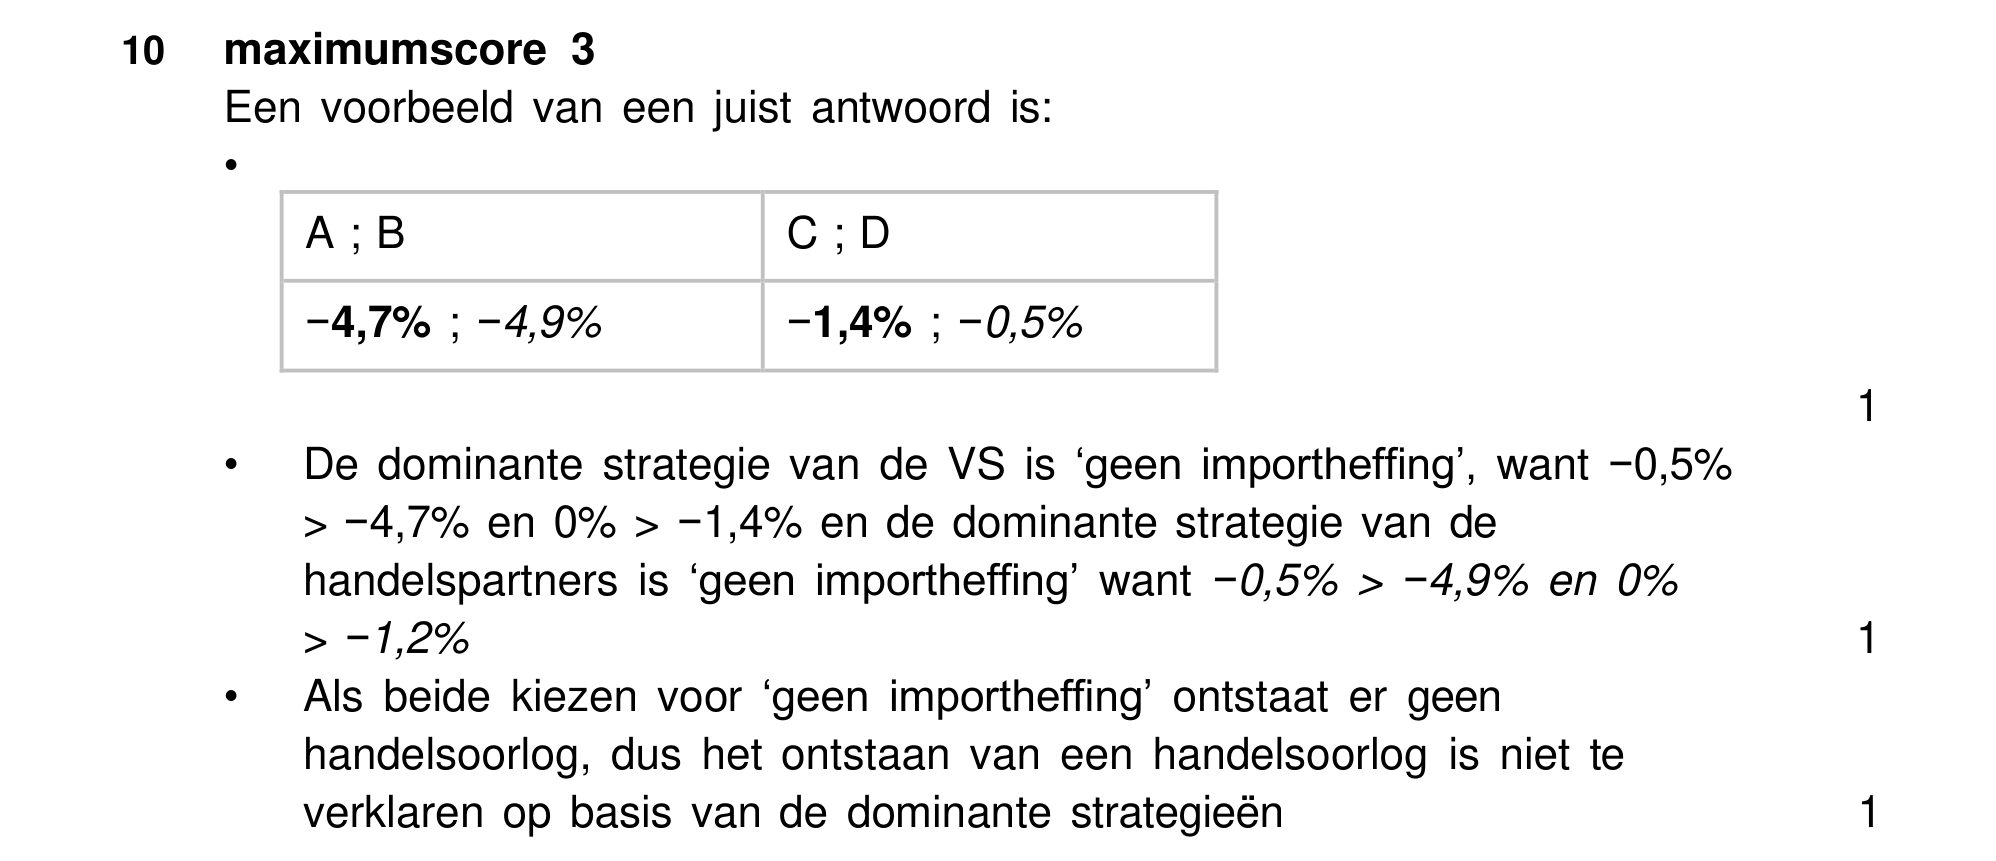 10 maximumscore 3
Een voorbeeld van een juist antwoord is:
•
A ; B C ; D
−4,7% ; −4,9% −1,4% ; −0,5%
1
• De dominante strategie van de VS is ‘geen importheffing’, want −0,5%
> −4,7% en 0% > −1,4% en de dominante strategie van de
handelspartners is ‘geen importheffing’ want −0,5% > −4,9% en 0%
> −1,2% 1
• Als beide kiezen voor ‘geen importheffing’ ontstaat er geen
handelsoorlog, dus het ontstaan van een handelsoorlog is niet te
verklaren op basis van de dominante strategieën 1